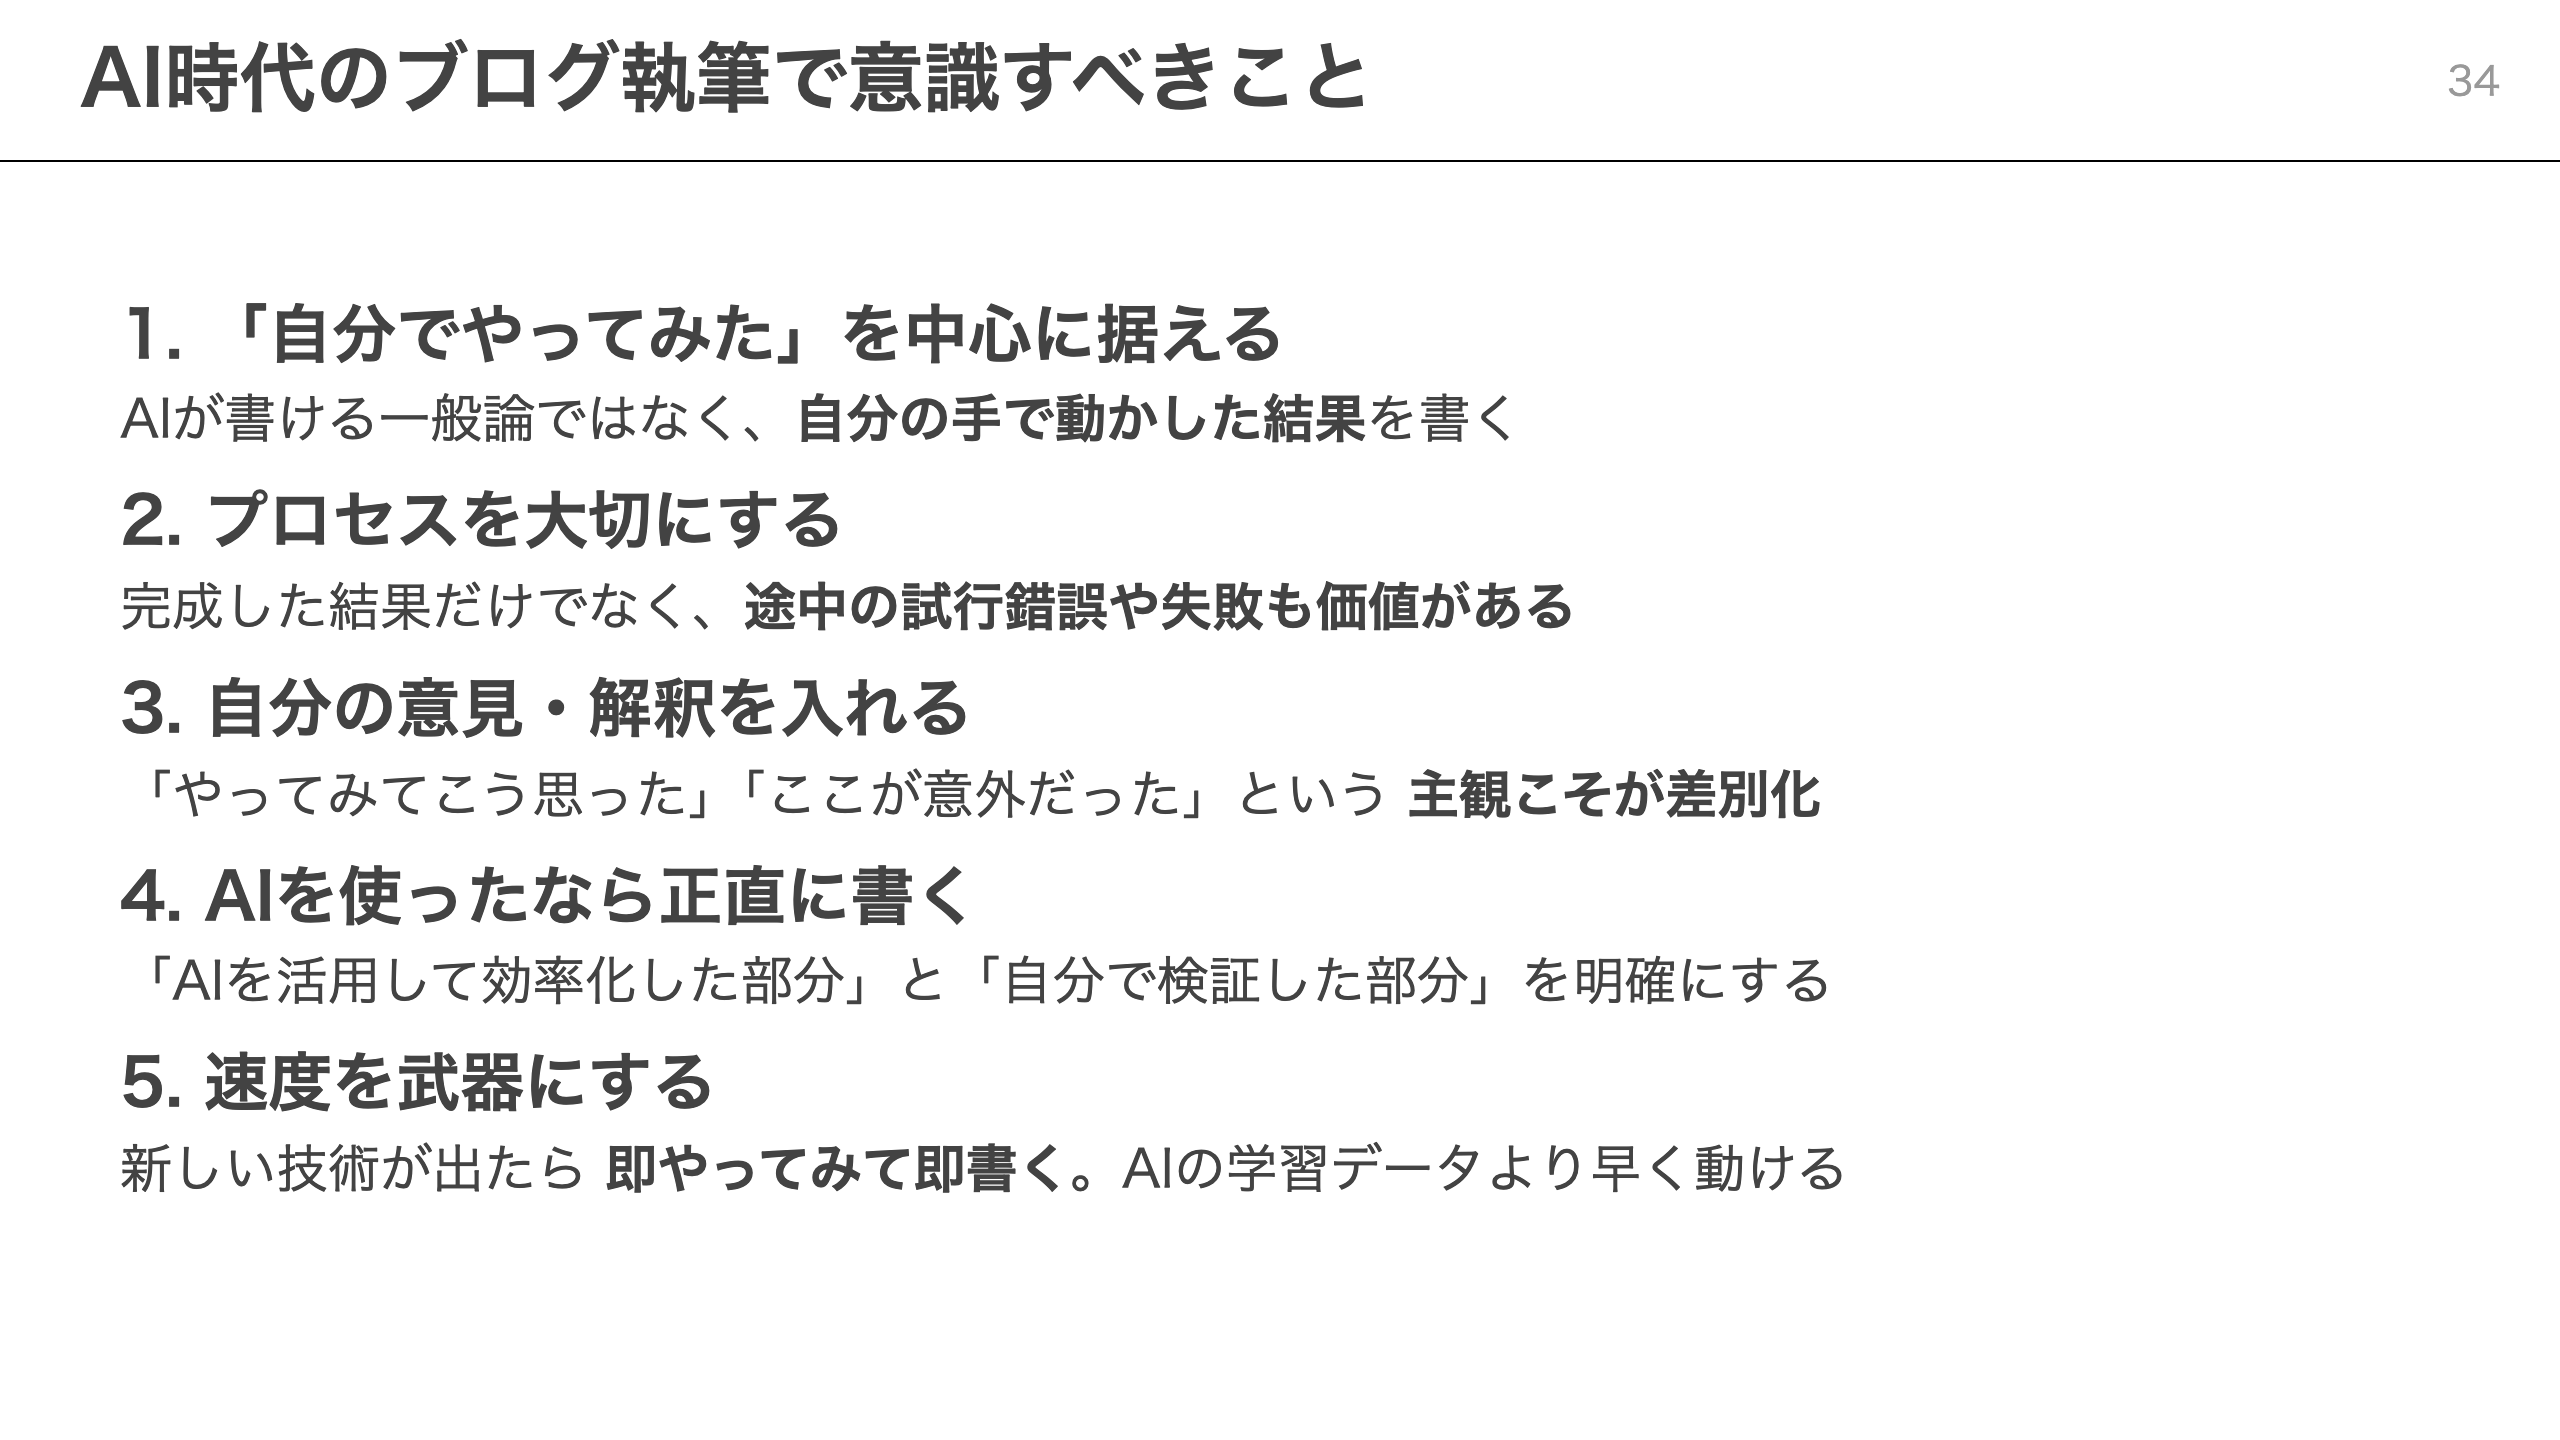 AI時代のブログ執筆で意識すべきこと
34
1. 「自分でやってみた」を中心に据える
AIが書ける一般論ではなく、自分の手で動かした結果を書く
2. プロセスを大切にする
完成した結果だけでなく、途中の試行錯誤や失敗も価値がある
3. 自分の意見・解釈を入れる
「やってみてこう思った」「ここが意外だった」という 主観こそが差別化
4. AIを使ったなら正直に書く
「AIを活用して効率化した部分」と「自分で検証した部分」を明確にする
5. 速度を武器にする
新しい技術が出たら 即やってみて即書く。AIの学習データより早く動ける